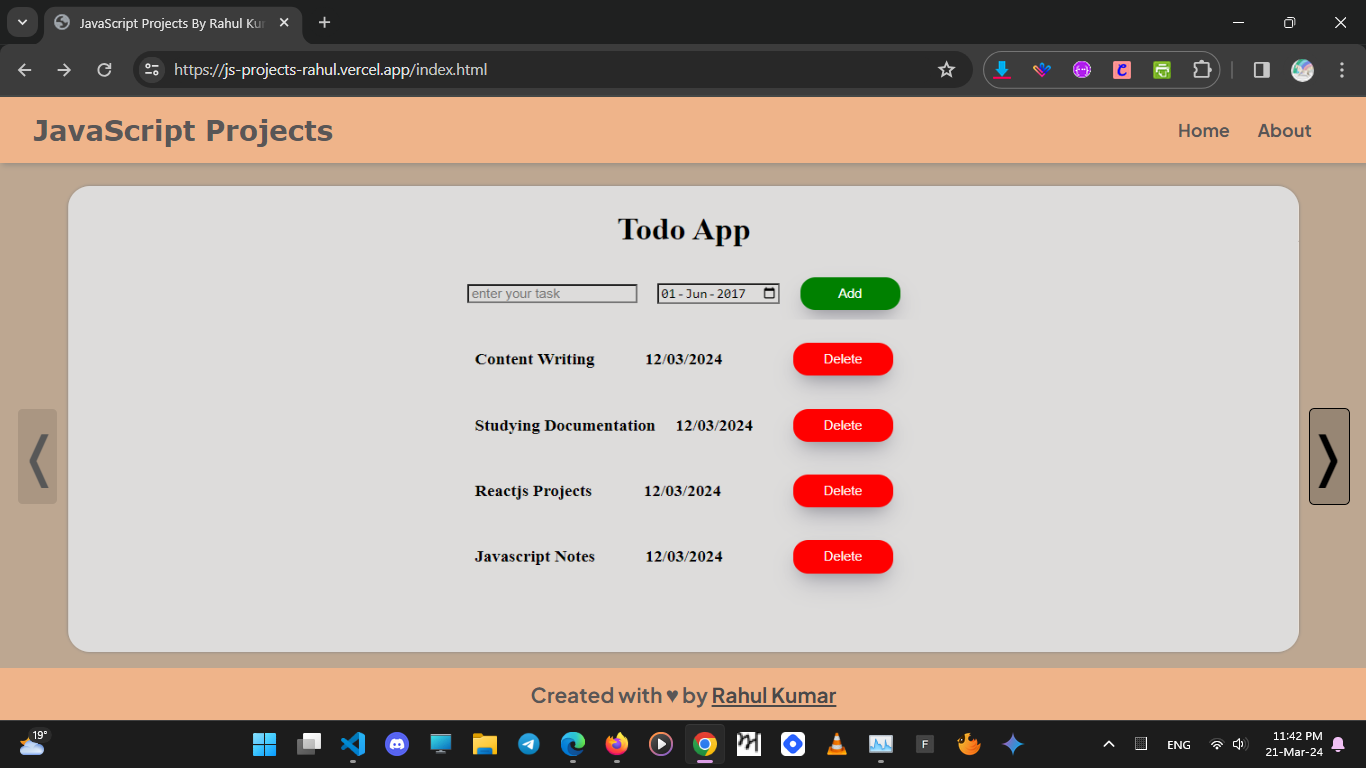 JavaScript Projects By Rahul Kur
https://js-projects-rahul.vercel.app/index.html
JavaScript Projects
Home About
Todo App
enter your task 01-Jun-2017 Add
Content Writing 12/03/2024 Delete
Studying Documentation 12/03/2024 Delete
Reactjs Projects 12/03/2024 Delete
Javascript Notes 12/03/2024 Delete
Created with ♥ by Rahul Kumar
19°
F
ENG
11:42 PM
21-Mar-24